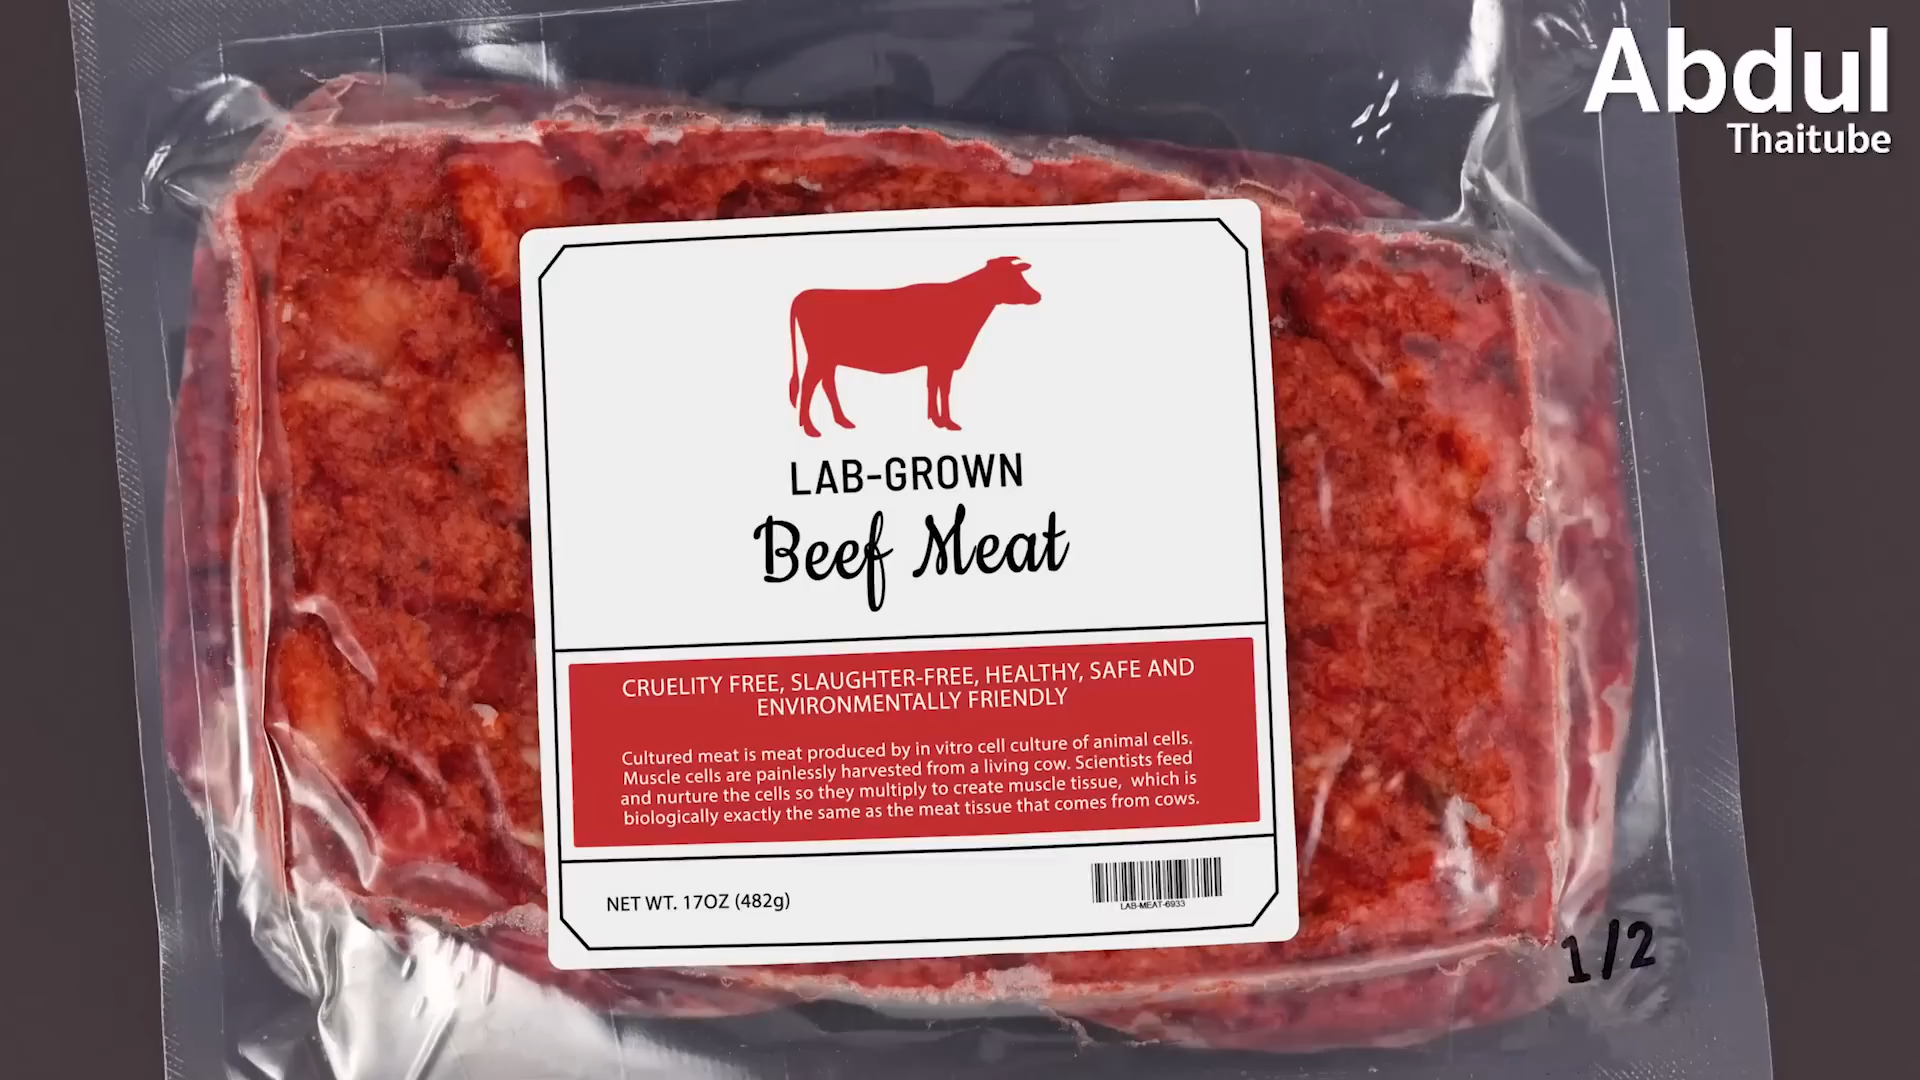 Abdul
Thaitube
LAB-GROWN
Beef Meat
CRUELITY FREE, SLAUGHTER-FREE, HEALTHY, SAFE AND
ENVIRONMENTALLY FRIENDLY
Cultured meat is meat produced by in vitro cell culture of animal cells.
Muscle cells are painlessly harvested from a living cow. Scientists feed
and nurture the cells so they multiply to create muscle tissue, which is
biologically exactly the same as the meat tissue that comes from cows.
NET WT. 17OZ (482g)
LAB-MEAT-6933
1/2